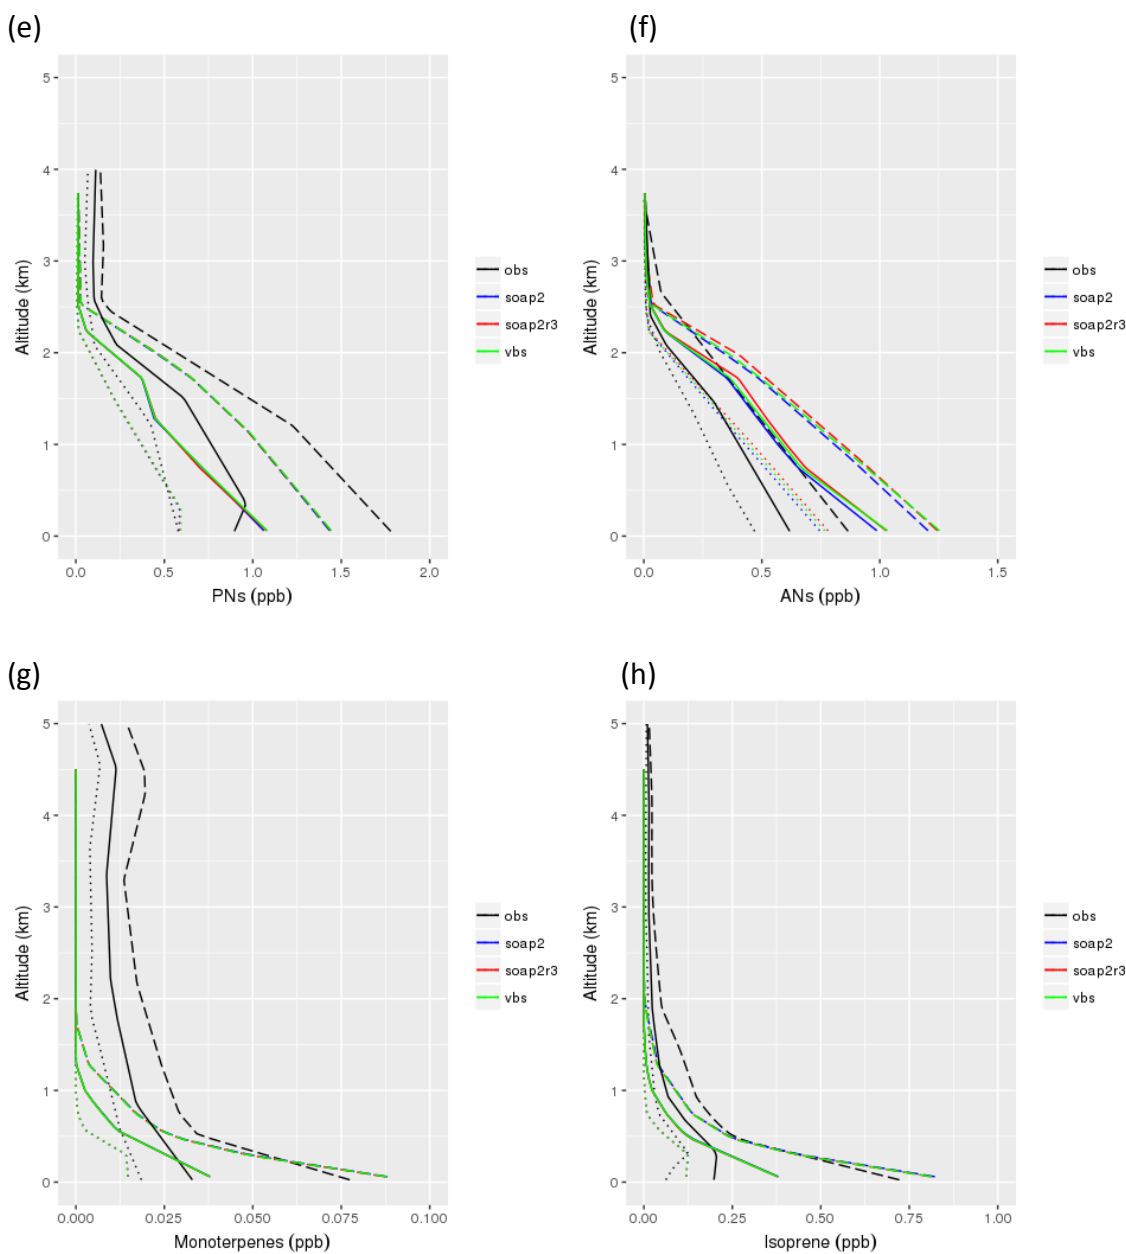 (e)
5
4
3
2
1
0
Altitude (km)
0.0 0.5 1.0 1.5 2.0
PNs (ppb)
obs
soap2
soap2r3
vbs
(f)
5
4
3
2
1
0
Altitude (km)
0.0 0.5 1.0 1.5
ANs (ppb)
obs
soap2
soap2r3
vbs
(g)
5
4
3
2
1
0
Altitude (km)
0.000 0.025 0.050 0.075 0.100
Monoterpenes (ppb)
obs
soap2
soap2r3
vbs
(h)
5
4
3
2
1
0
Altitude (km)
0.00 0.25 0.50 0.75 1.00
Isoprene (ppb)
obs
soap2
soap2r3
vbs